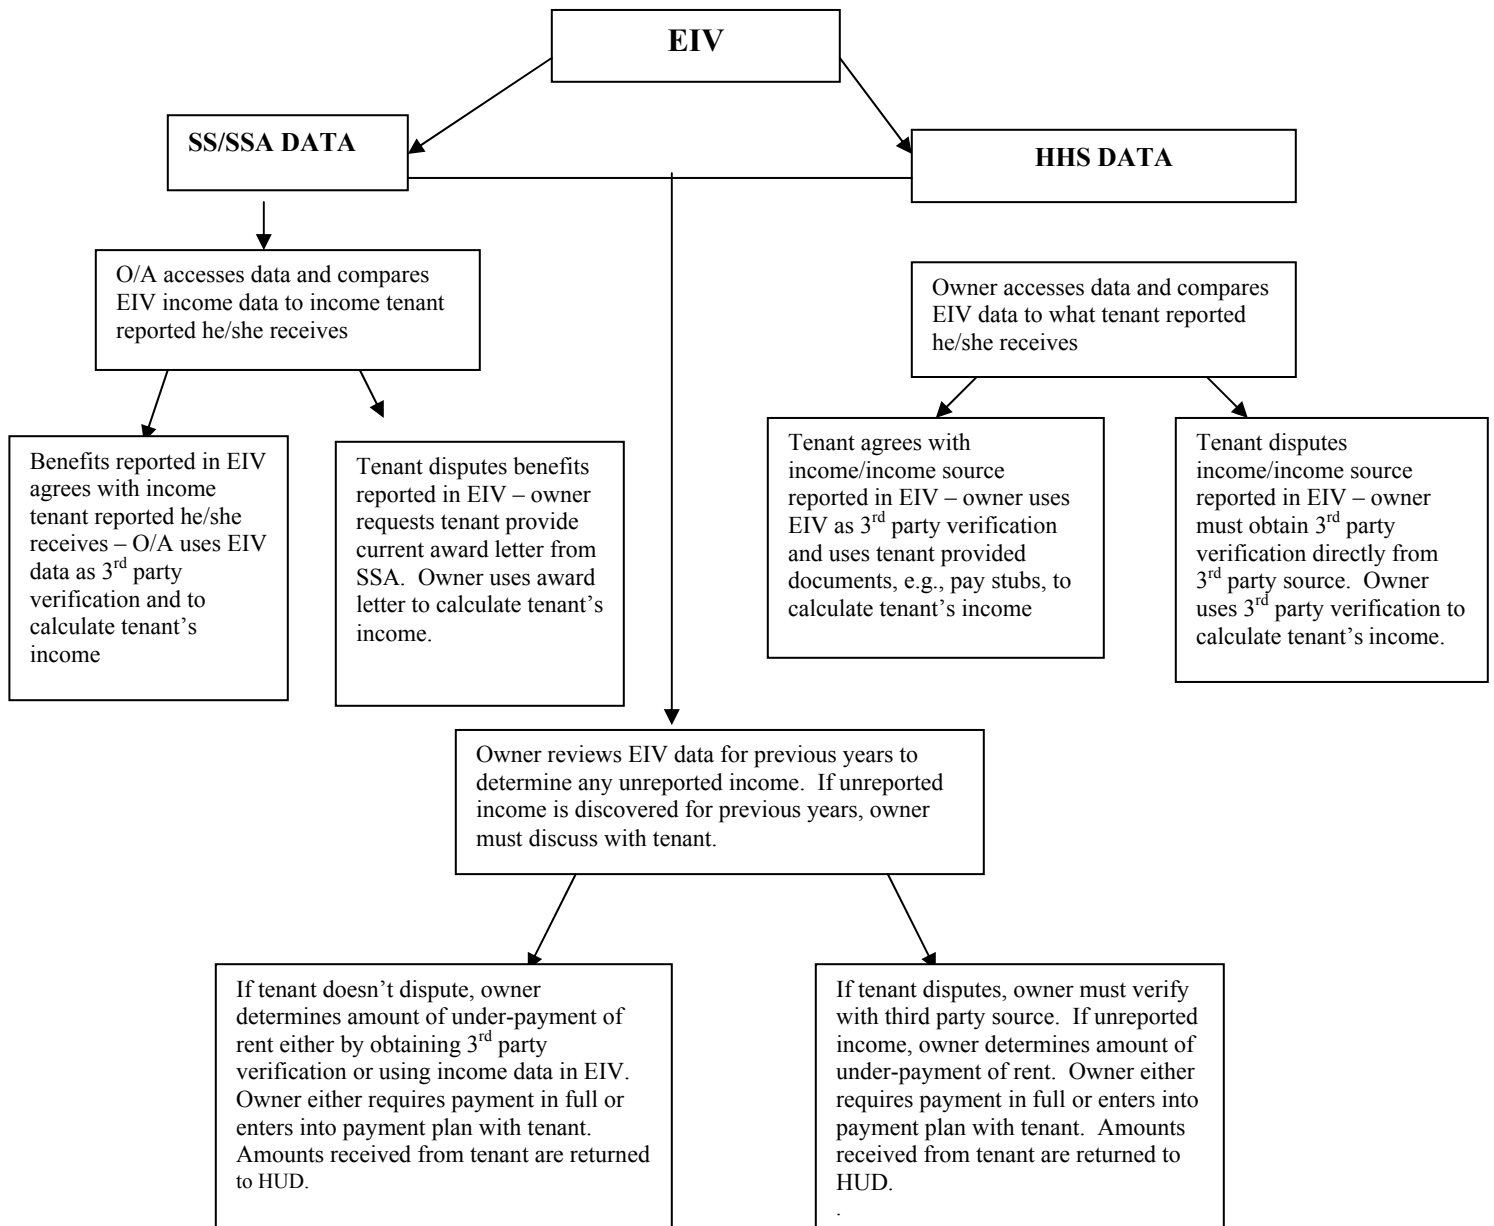 EIV
SS/SSA DATA
HHS DATA
O/A accesses data and compares
EIV income data to income tenant
reported he/she receives
Owner accesses data and compares
EIV data to what tenant reported
he/she receives
Benefits reported in EIV
agrees with income
tenant reported he/she
receives – O/A uses EIV
data as 3rd party
verification and to
calculate tenant’s
income
Tenant disputes benefits
reported in EIV – owner
requests tenant provide
current award letter from
SSA.  Owner uses award
letter to calculate tenant’s
income.
Tenant agrees with
income/income source
reported in EIV – owner uses
EIV as 3rd party verification
and uses tenant provided
documents, e.g., pay stubs, to
calculate tenant’s income
Tenant disputes
income/income source
reported in EIV – owner
must obtain 3rd party
verification directly from
3rd party source.  Owner
uses 3rd party verification to
calculate tenant’s income.
Owner reviews EIV data for previous years to
determine any unreported income.  If unreported
income is discovered for previous years, owner
must discuss with tenant.
If tenant doesn’t dispute, owner
determines amount of under-payment of
rent either by obtaining 3rd party
verification or using income data in EIV.
Owner either requires payment in full or
enters into payment plan with tenant.
Amounts received from tenant are returned
to HUD.
If tenant disputes, owner must verify
with third party source.  If unreported
income, owner determines amount of
under-payment of rent.  Owner either
requires payment in full or enters into
payment plan with tenant.  Amounts
received from tenant are returned to
HUD.
.